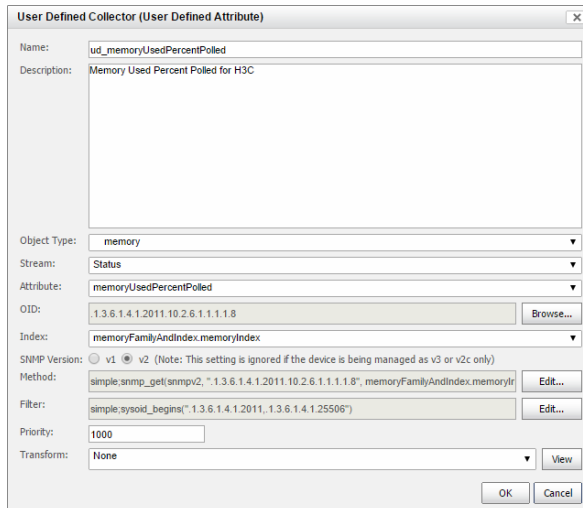 User Defined Collector (User Defined Attribute)
Name: ud_memoryUsedPercentPolled
Description: Memory Used Percent Polled for H3C
Object Type: memory
Stream: Status
Attribute: memoryUsedPercentPolled
OID: .1.3.6.1.4.1.2011.10.2.6.1.1.1.1.8 Browse...
Index: memoryFamilyAndIndex.memoryIndex
SNMP Version: v1 v2 (Note: This setting is ignored if the device is being managed as v3 or v2c only)
Method: simple;snmp_get(snmpv2, ".1.3.6.1.4.1.2011.10.2.6.1.1.1.1.8", memoryFamilyAndIndex.memoryIr Edit...
Filter: simple;sysoid_begins(".1.3.6.1.4.1.2011,.1.3.6.1.4.1.25506") Edit...
Priority: 1000
Transform: None View
OK Cancel